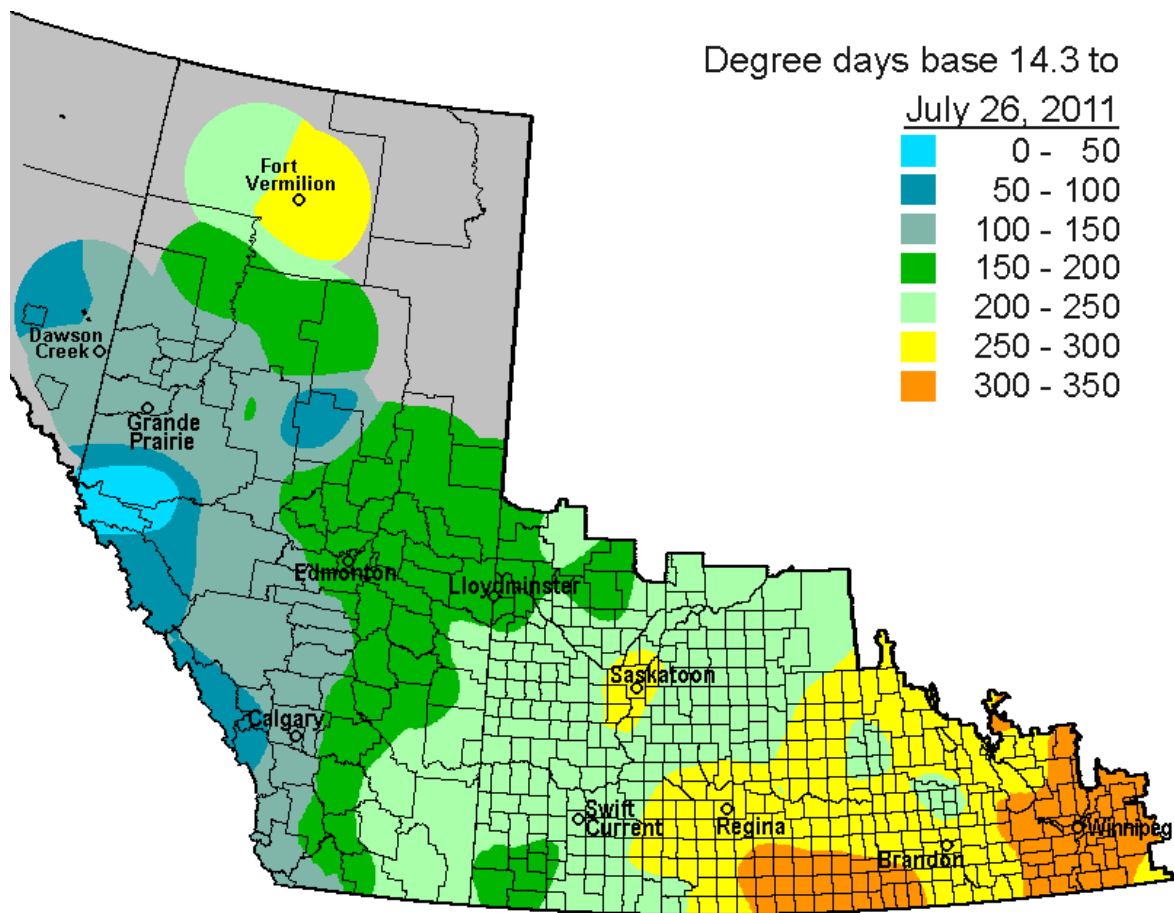 Degree days base 14.3 to
July 26, 2011
0 - 50
50 - 100
100 - 150
150 - 200
200 - 250
250 - 300
300 - 350
Fort
Vermilion
Dawson
Creek
Grande
Prairie
Edmonton
Lloydminster
Saskatoon
Calgary
Swift
Current
Regina
Brandon
Winnipeg